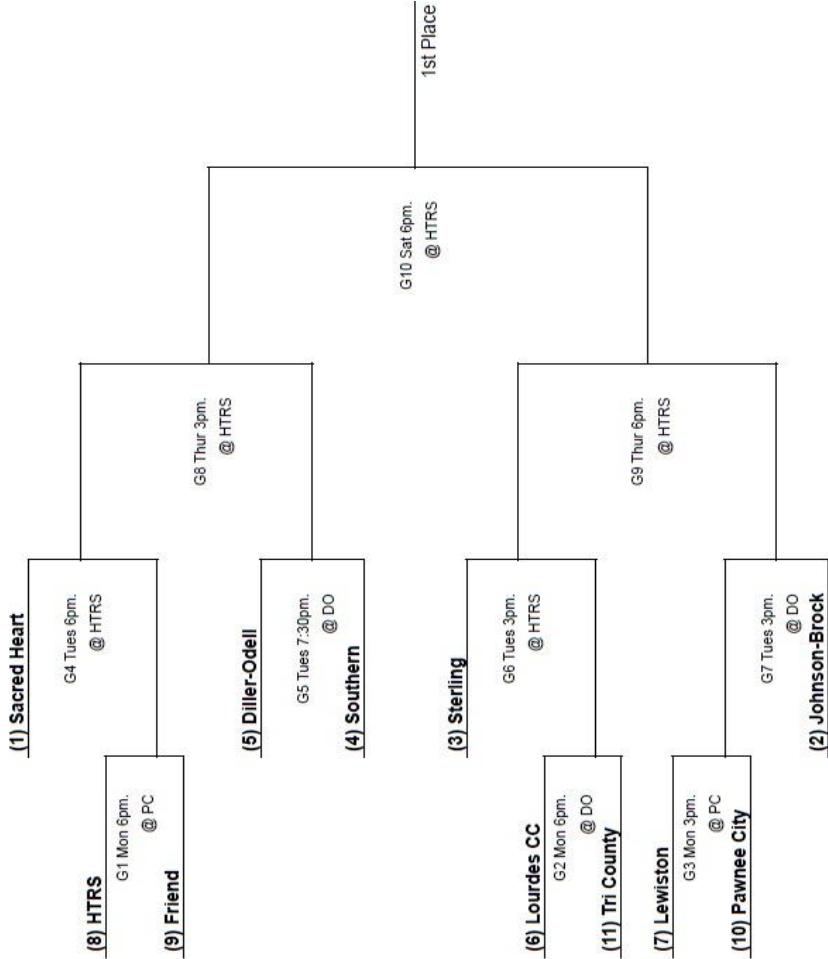 (1) Sacred Heart
G4 Tues 6pm.
@ HTRS
(8) HTRS
G1 Mon 6pm.
@ PC
(9) Friend
G8 Thur 3pm.
@ HTRS
(5) Diller-Odell
G5 Tues 7:30pm.
@ DO
(4) Southern
G10 Sat 6pm.
@ HTRS
1st Place
(3) Sterling
G6 Tues 3pm.
@ HTRS
(6) Lourdes CC
G2 Mon 6pm.
@ DO
(11) Tri County
G9 Thur 6pm.
@ HTRS
(7) Lewiston
G3 Mon 3pm.
@ PC
(10) Pawnee City
G7 Tues 3pm.
@ DO
(2) Johnson-Brock